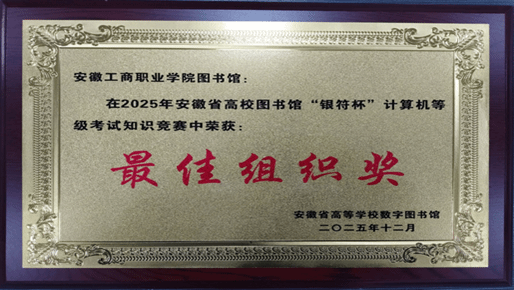 安徽工商职业学院图书馆：
在2025年安徽省高校图书馆“银符杯”计算机等
级考试知识竞赛中荣获：
最佳组织奖
安徽省高等学校数字图书馆
二〇二五年十二月